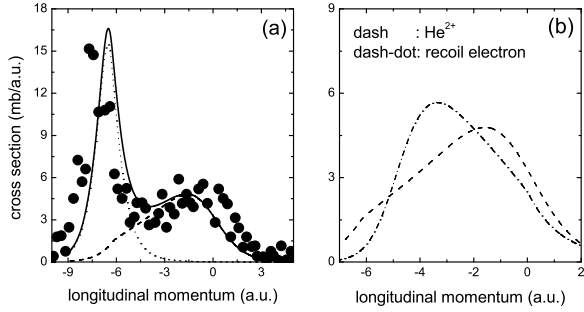 (a)
cross section (mb/a.u.)
18
15
12
9
6
3
0
-9 -6 -3 0 3
longitudinal momentum (a.u.)
(b)
dash : He²⁺
dash-dot: recoil electron
9
6
3
0
-6 -4 -2 0 2
longitudinal momentum (a.u.)